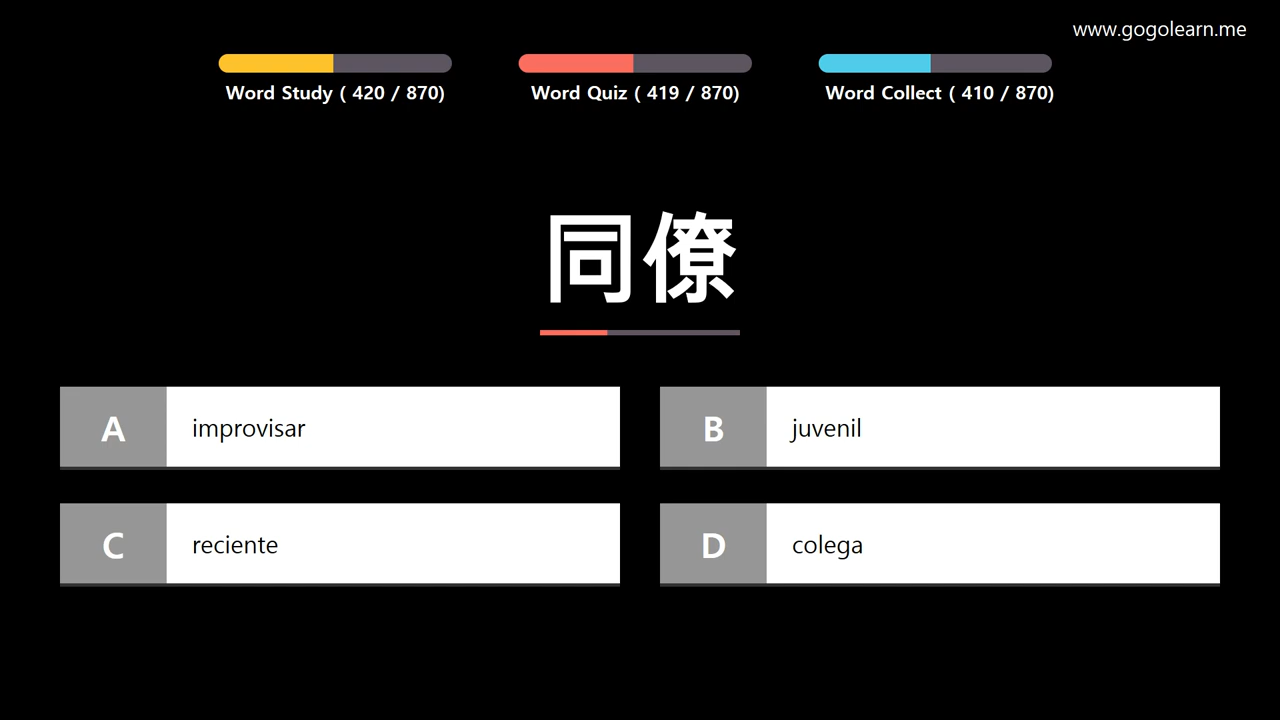 www.gogolearn.me
Word Study ( 420 / 870)
Word Quiz ( 419 / 870)
Word Collect ( 410 / 870)
同僚
A improvisar
B juvenil
C reciente
D colega